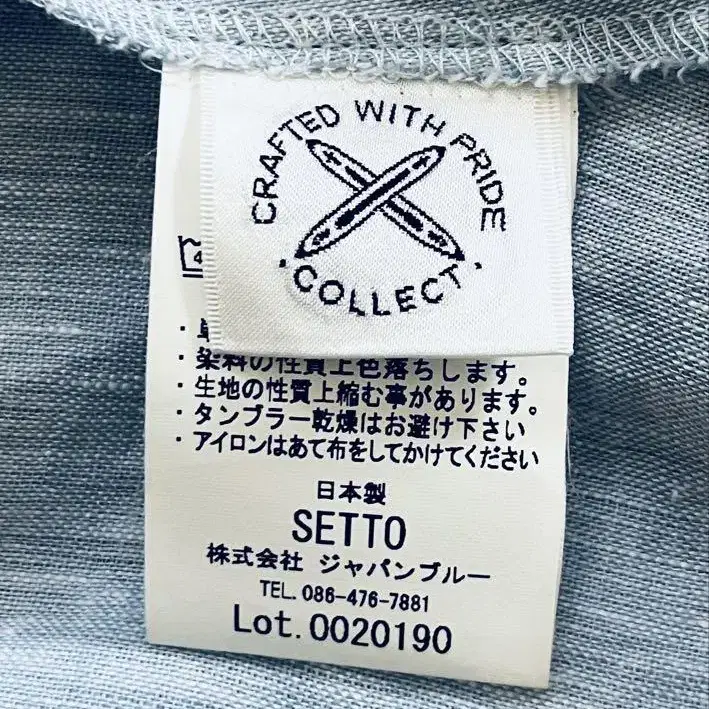 CRAFTED WITH PRIDE
· COLLECT ·
・染料の性質上色落ちします。
・生地の性質上縮む事があります。
・タンブラー乾燥はお避け下さい
・アイロンはあて布をしてかけてください
日本製
SETTO
株式会社 ジャパンブルー
TEL. 086-476-7881
Lot.0020190